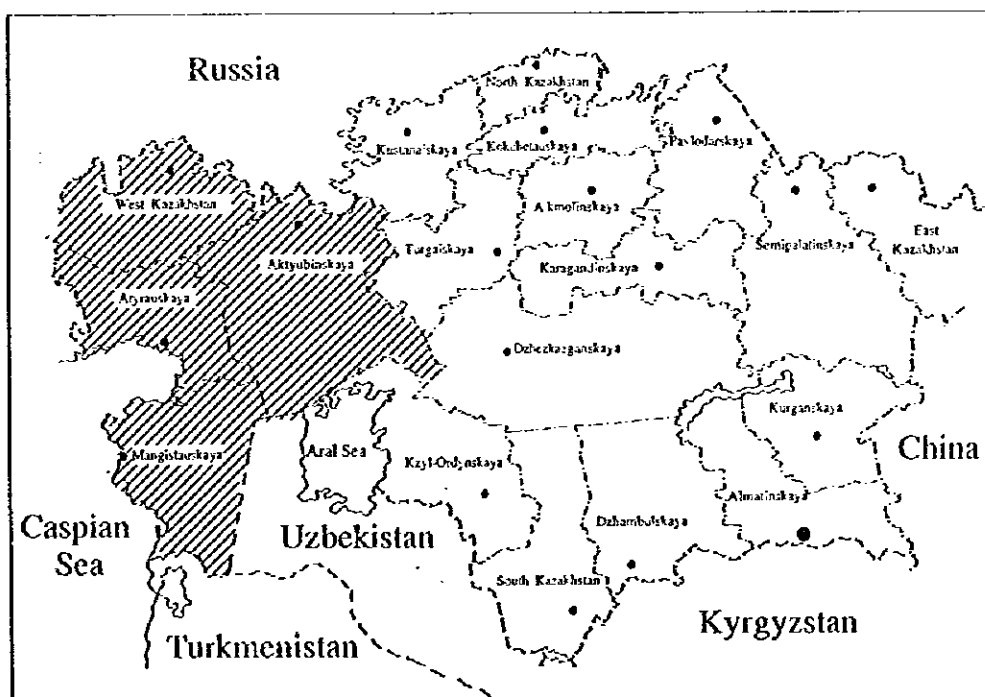 Russia
North Kazakhstan
Kustanaiskaya
Kokchetauskaya
Pavlodarskaya
West Kazakhstan
Akmolinskaya
East
Kazakhstan
Aktyubinskaya
Turgaiskaya
Semipalatinskaya
Karagandinskaya
Atyrauskaya
Dzhezkazganskaya
Kurganskaya
China
Mangistauskaya
Aral Sea
Kzyl-Ordynskaya
Almatinskaya
Caspian
Sea
Uzbekistan
Dzhambulskaya
South Kazakhstan
Kyrgyzstan
Turkmenistan